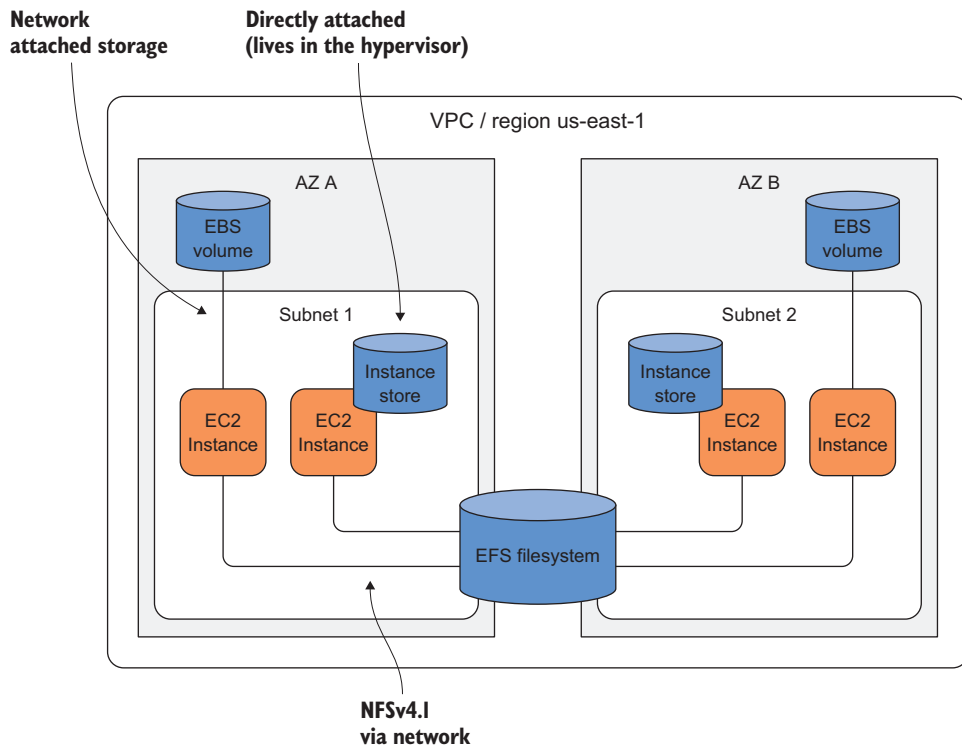 Network
attached storage
Directly attached
(lives in the hypervisor)
VPC / region us-east-1
AZ A
EBS
volume
Subnet 1
Instance
store
EC2
Instance
EC2
Instance
AZ B
EBS
volume
Subnet 2
Instance
store
EC2
Instance
EC2
Instance
EFS filesystem
NFSv4.1
via network